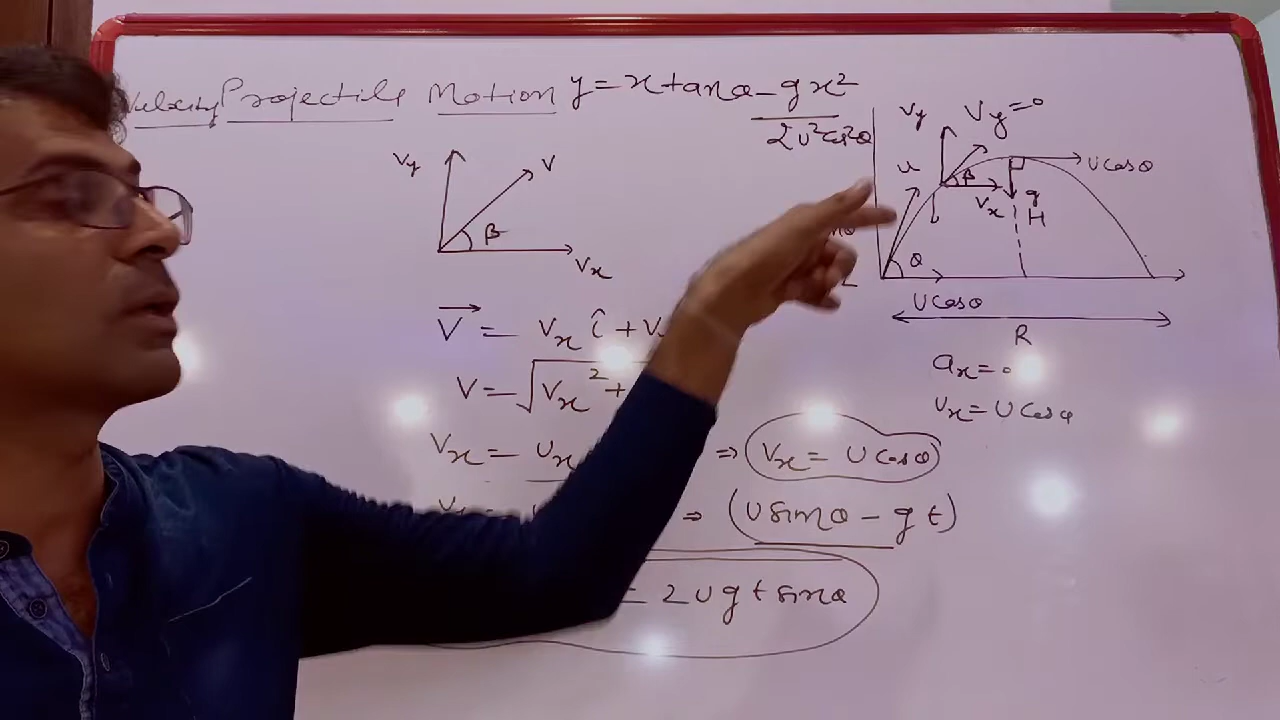 Velocity Projectile Motion y = x tanθ - gx²
2u²cos²θ
Vy
V
β
Vx
V⃗ = Vx î + V
V = √Vx² +
Vx = Ux ⇒ Vx = U cosθ
⇒ (U sinθ - gt)
= 2Ugt sinθ
Vy Vy = 0
u β U cosθ
Vx g
H
θ
U cosθ
R
ax = 0
Ux = U cosθ